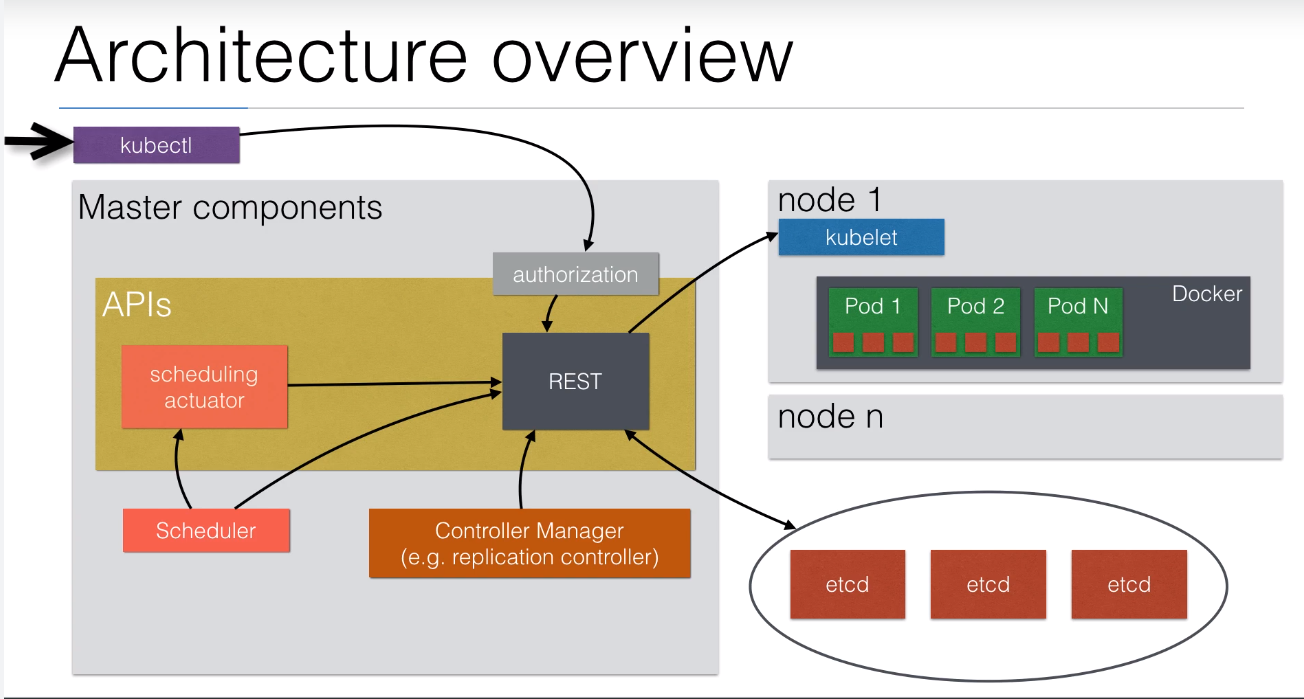 Architecture overview
kubectl
Master components
authorization
APIs
scheduling
actuator
REST
Scheduler
Controller Manager
(e.g. replication controller)
node 1
kubelet
Docker
Pod 1
Pod 2
Pod N
node n
etcd
etcd
etcd